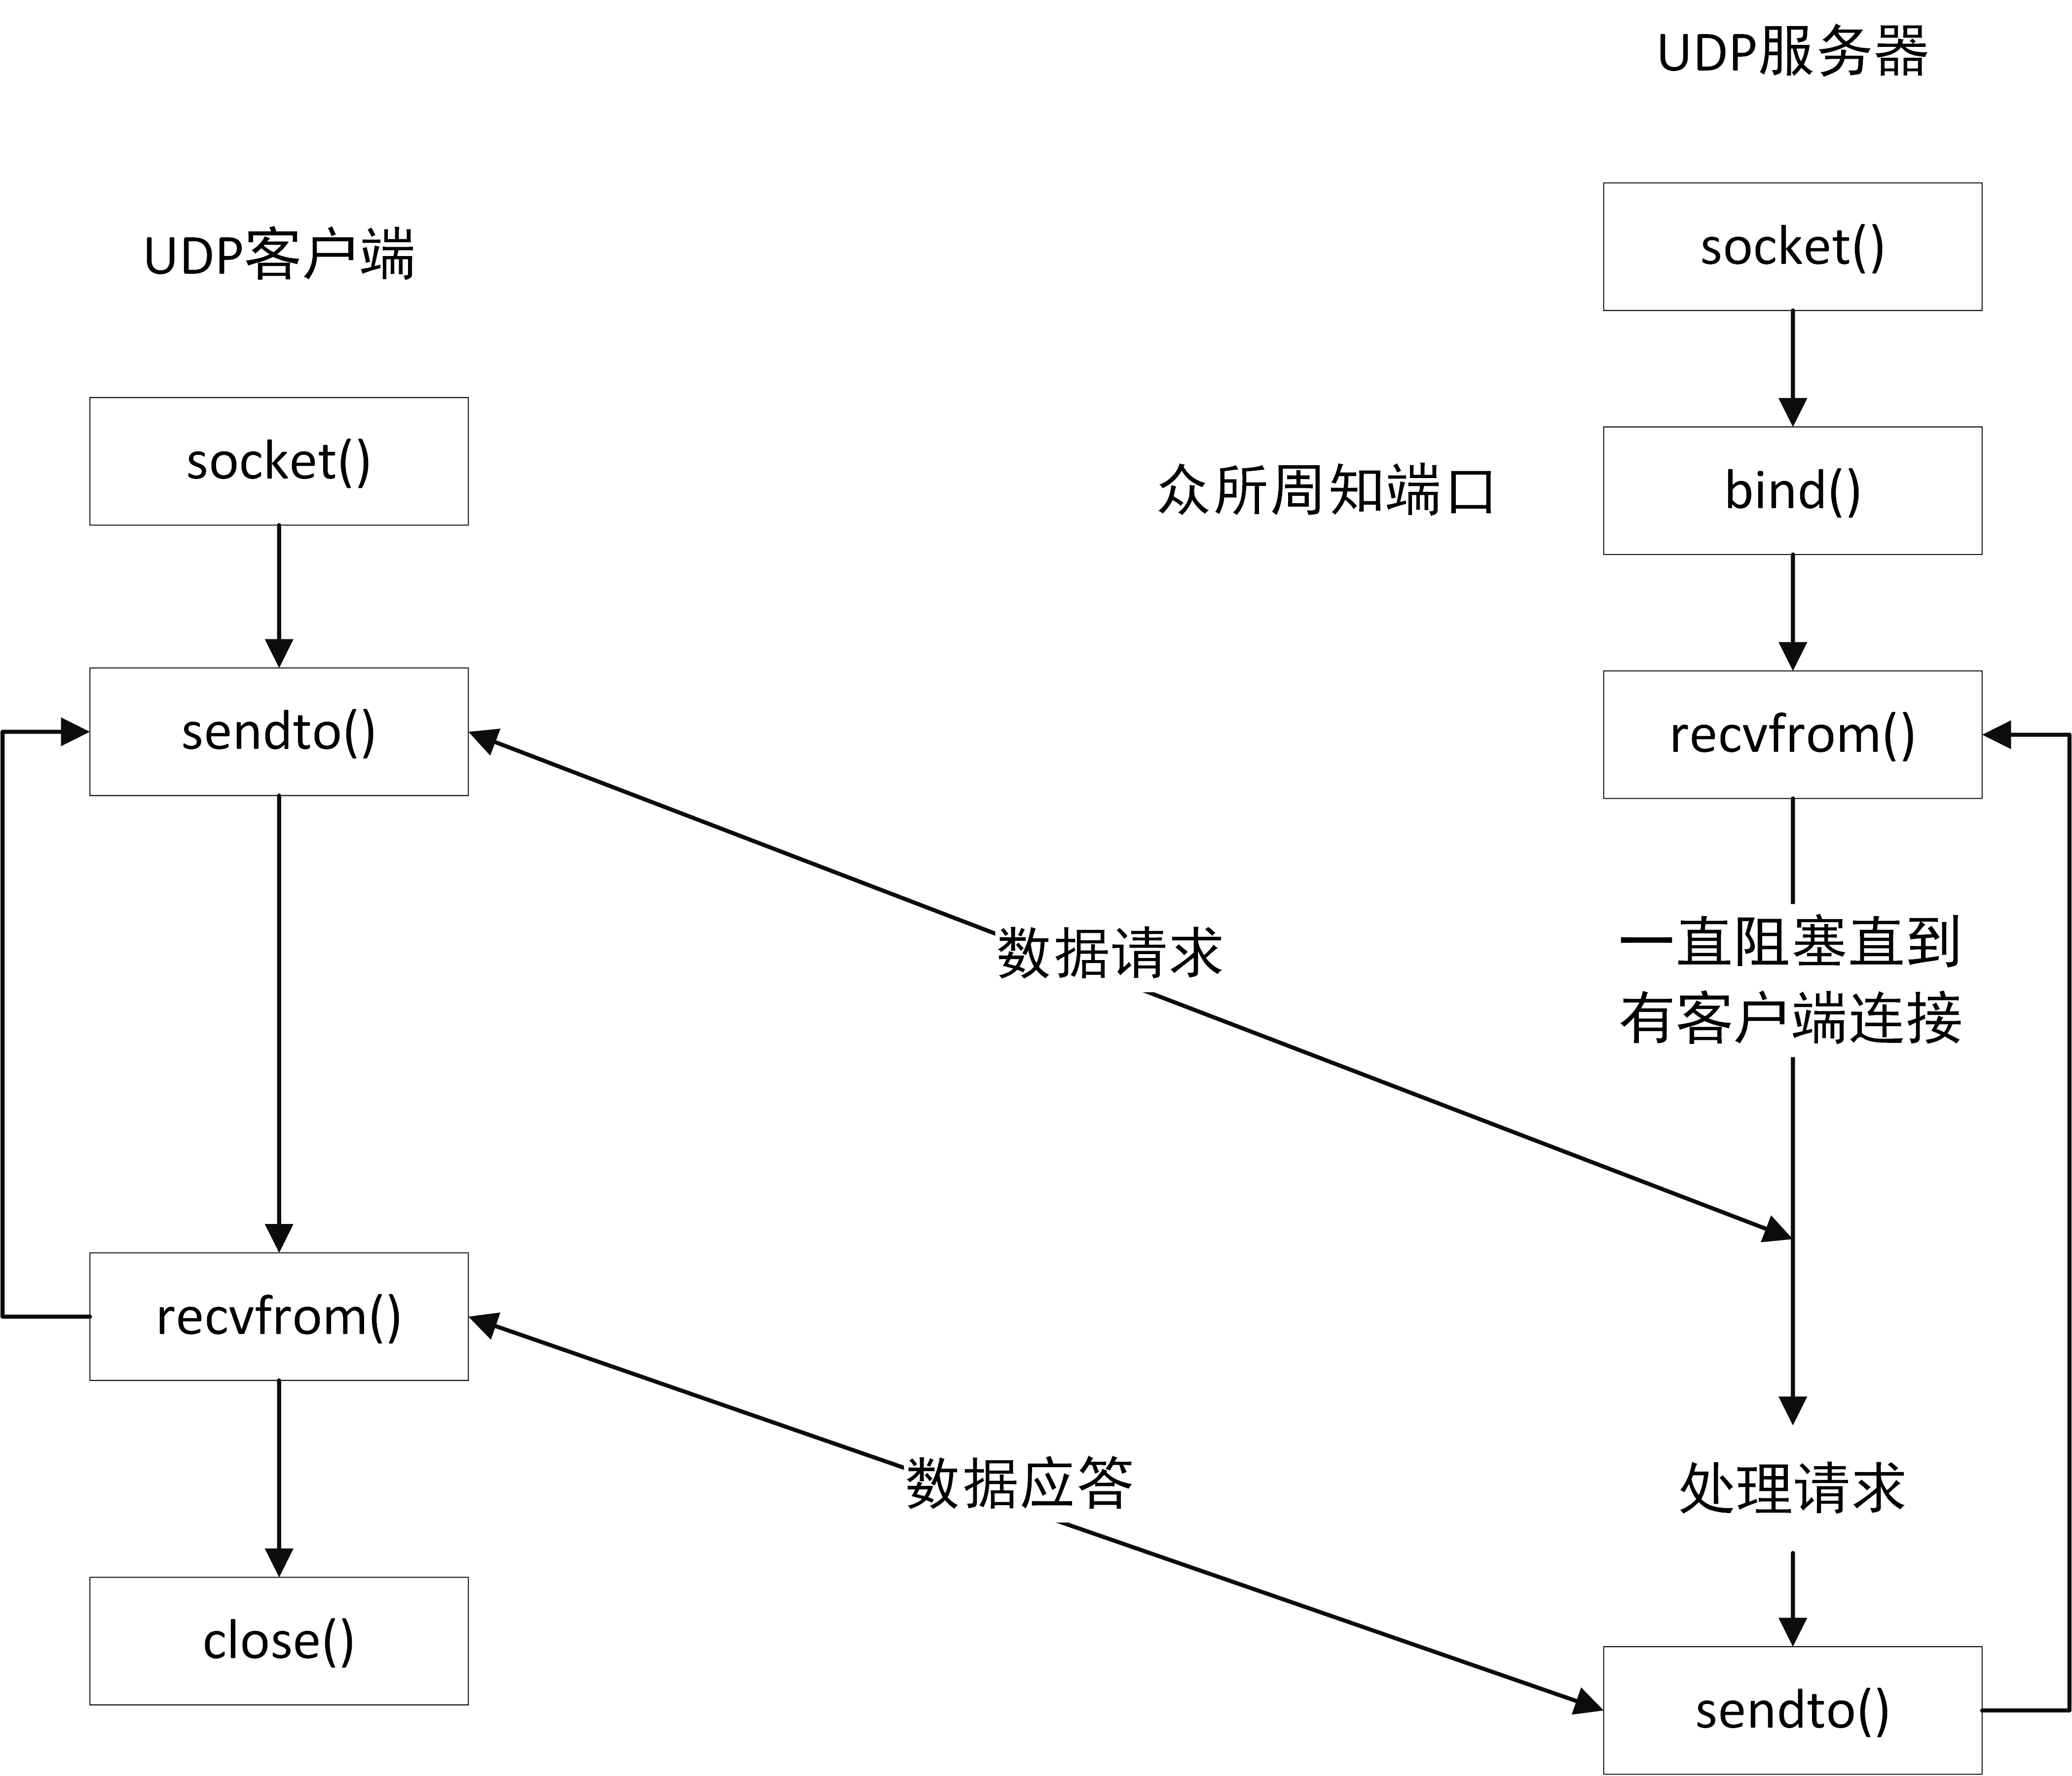 UDP服务器
UDP客户端
socket()
socket()
众所周知端口
bind()
sendto()
recvfrom()
数据请求
一直阻塞直到
有客户端连接
recvfrom()
数据应答
处理请求
close()
sendto()